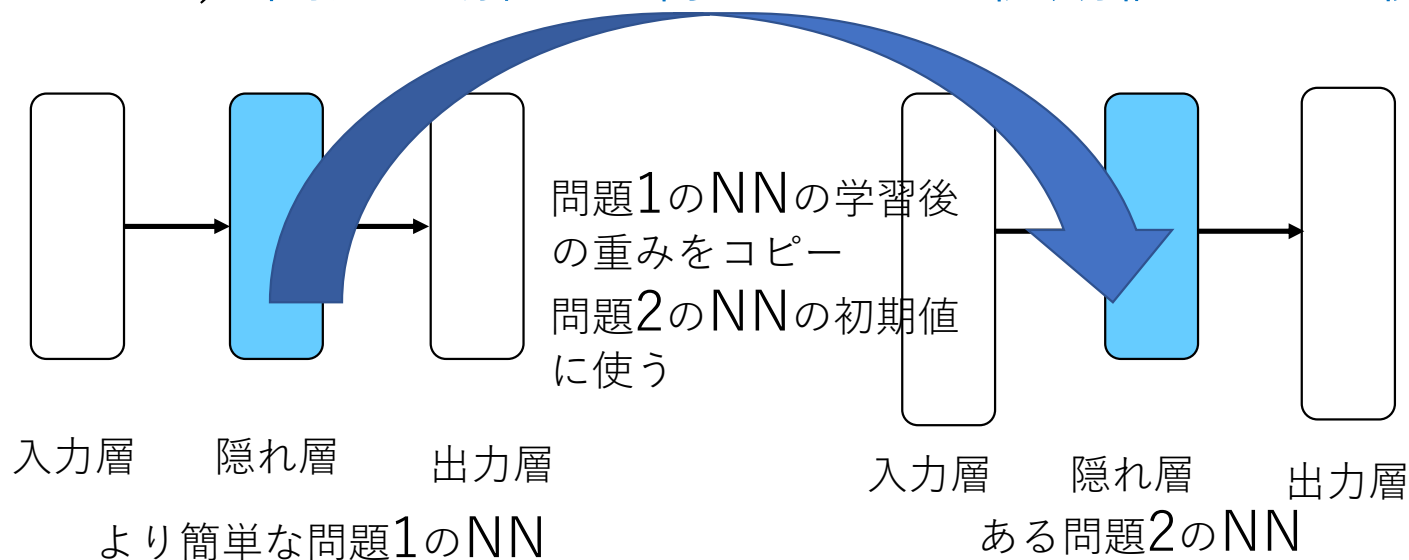 問題1のNNの学習後
の重みをコピー
問題2のNNの初期値
に使う
入力層
隠れ層
出力層
入力層
隠れ層
出力層
より簡単な問題1のNN
ある問題2のNN